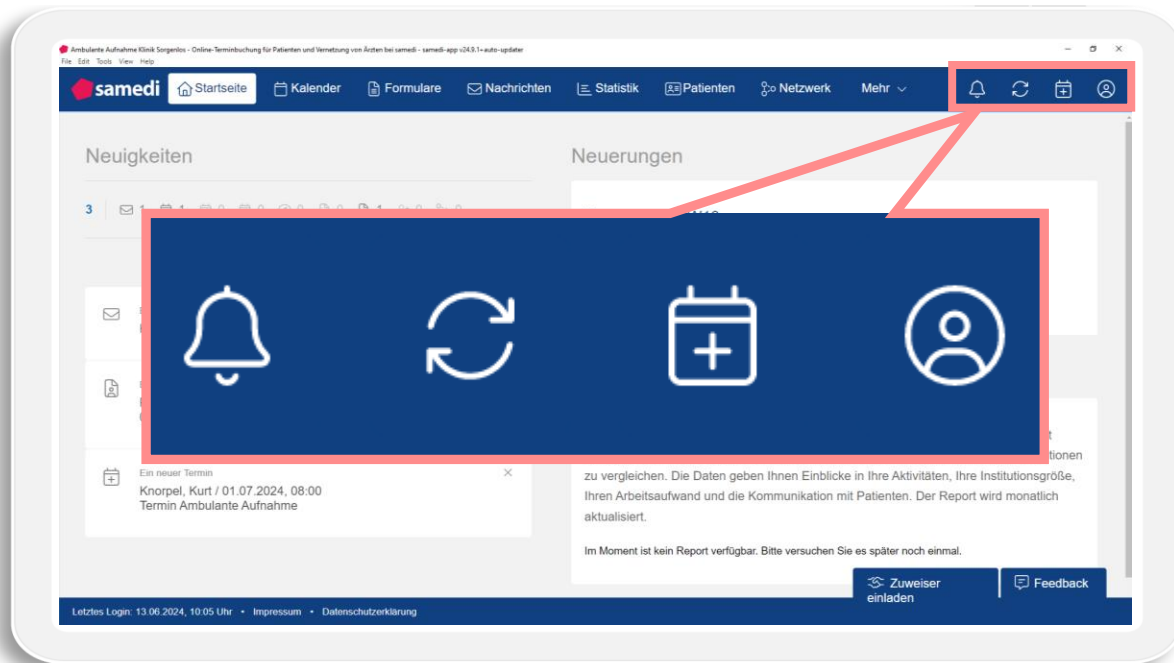 Ambulante Aufnahme Klinik Sorgenlos - Online-Terminbuchung für Patienten und Vernetzung von Ärzten bei samedi - samedi-app v24.9.1+auto-updater
File Edit Tools View Help
samedi Startseite Kalender Formulare Nachrichten Statistik Patienten Netzwerk Mehr
Neuigkeiten
Neuerungen
3
Ein neuer Termin
Knorpel, Kurt / 01.07.2024, 08:00
Termin Ambulante Aufnahme
zu vergleichen. Die Daten geben Ihnen Einblicke in Ihre Aktivitäten, Ihre Institutionsgröße,
Ihren Arbeitsaufwand und die Kommunikation mit Patienten. Der Report wird monatlich
aktualisiert.
Im Moment ist kein Report verfügbar. Bitte versuchen Sie es später noch einmal.
Zuweiser
einladen
Feedback
Letztes Login: 13.06.2024, 10:05 Uhr • Impressum • Datenschutzerklärung